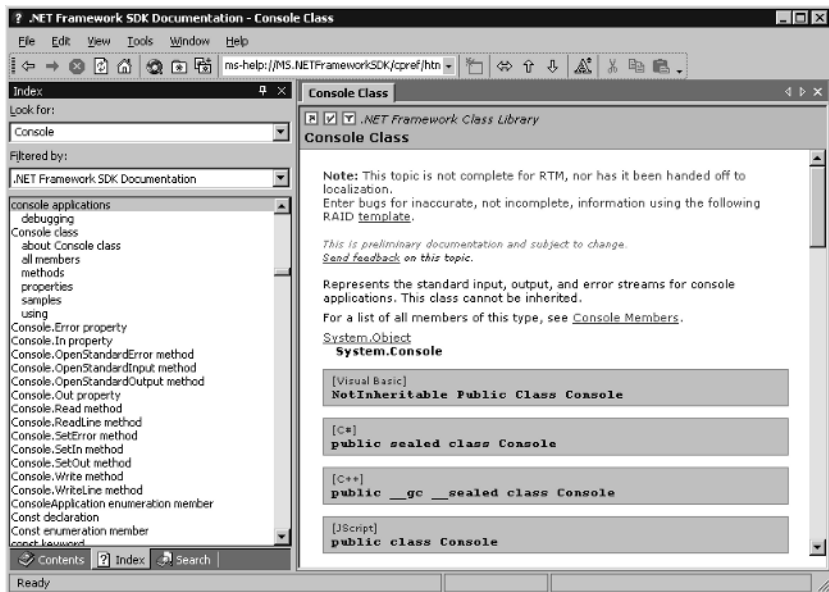 .NET Framework SDK Documentation - Console Class
File Edit View Tools Window Help
ms-help://MS.NETFrameworkSDK/cpref/htn
Index
Look for:
Console
Filtered by:
.NET Framework SDK Documentation
console applications
debugging
Console class
about Console class
all members
methods
properties
samples
using
Console.Error property
Console.In property
Console.OpenStandardError method
Console.OpenStandardInput method
Console.OpenStandardOutput method
Console.Out property
Console.Read method
Console.ReadLine method
Console.SetError method
Console.SetIn method
Console.SetOut method
Console.Write method
Console.WriteLine method
ConsoleApplication enumeration member
Const declaration
Const enumeration member
const keyword
Contents Index Search
Console Class
.NET Framework Class Library
Console Class
Note: This topic is not complete for RTM, nor has it been handed off to
localization.
Enter bugs for inaccurate, not incomplete, information using the following
RAID template.
This is preliminary documentation and subject to change.
Send feedback on this topic.
Represents the standard input, output, and error streams for console
applications. This class cannot be inherited.
For a list of all members of this type, see Console Members.
System.Object
System.Console
[Visual Basic]
NotInheritable Public Class Console
[C#]
public sealed class Console
[C++]
public __gc __sealed class Console
[JScript]
public class Console
Ready